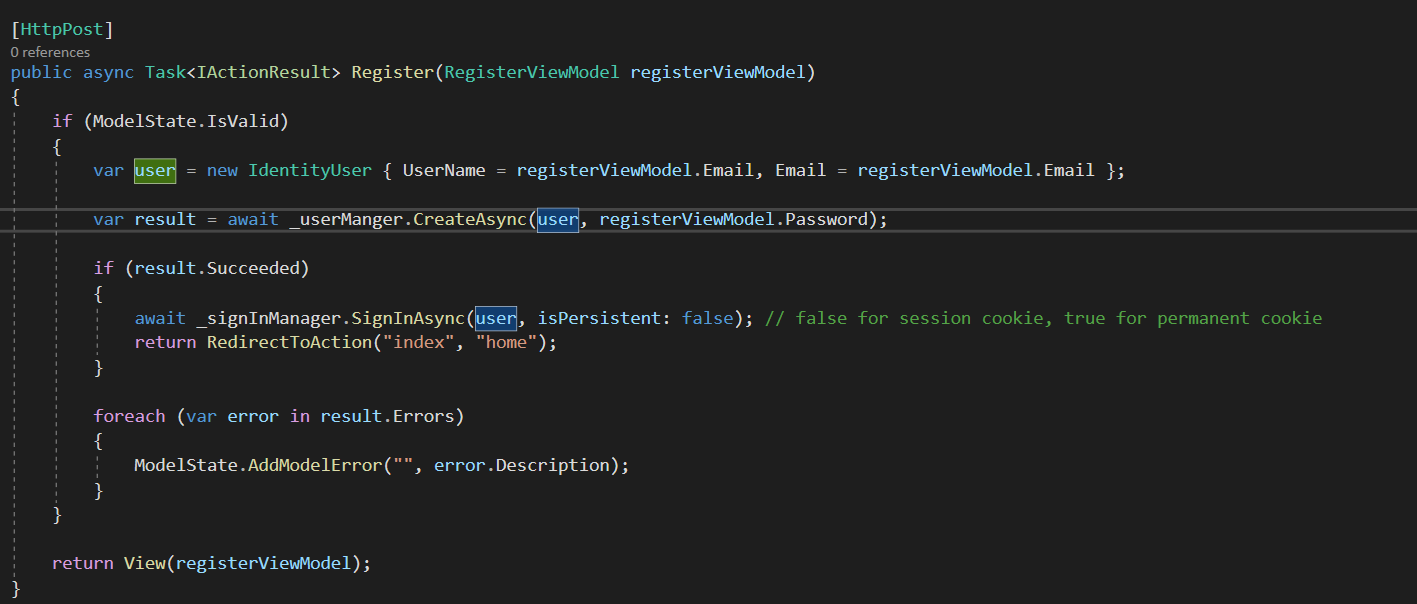 [HttpPost]
0 references
public async Task<IActionResult> Register(RegisterViewModel registerViewModel)
{
if (ModelState.IsValid)
{
var user = new IdentityUser { UserName = registerViewModel.Email, Email = registerViewModel.Email };
var result = await _userManger.CreateAsync(user, registerViewModel.Password);
if (result.Succeeded)
{
await _signInManager.SignInAsync(user, isPersistent: false); // false for session cookie, true for permanent cookie
return RedirectToAction("index", "home");
}
foreach (var error in result.Errors)
{
ModelState.AddModelError("", error.Description);
}
}
return View(registerViewModel);
}